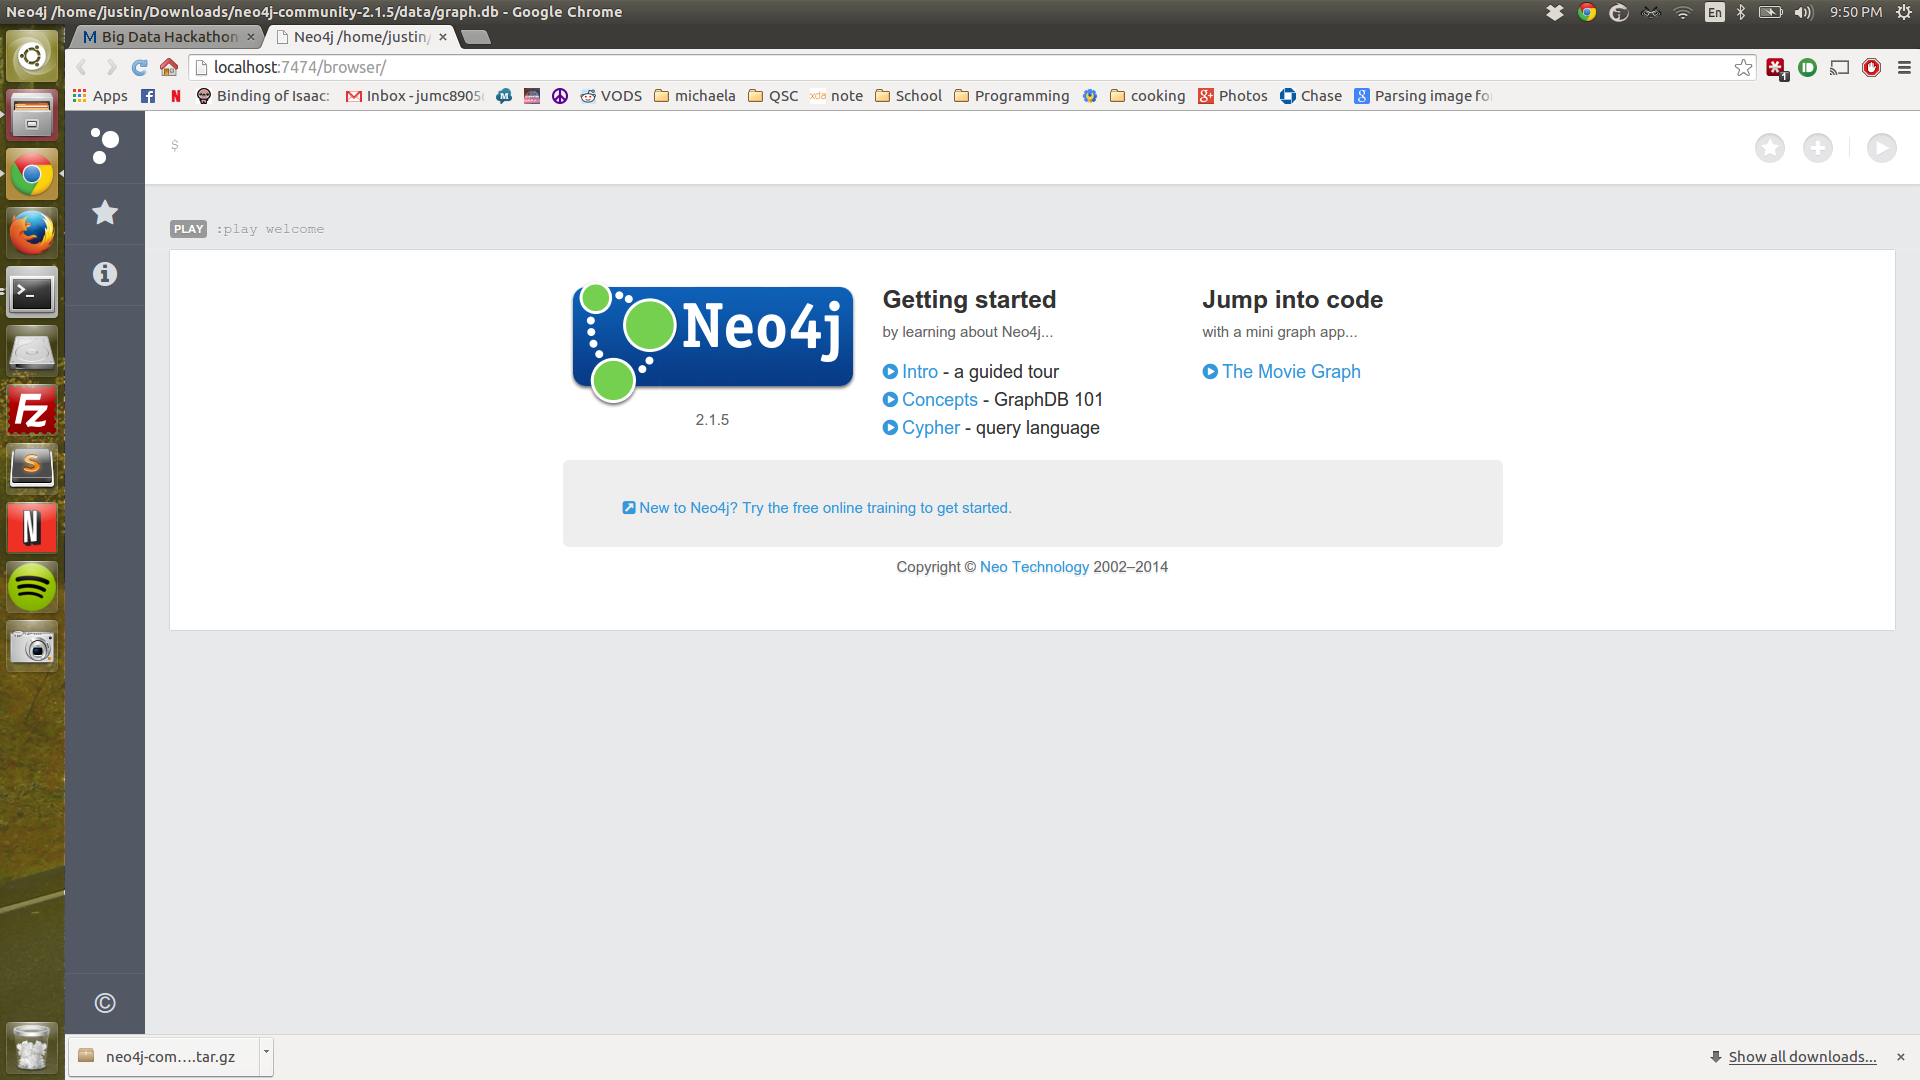 Neo4j /home/justin/Downloads/neo4j-community-2.1.5/data/graph.db - Google Chrome
En
9:50 PM
Big Data Hackathon
Neo4j /home/justin/
localhost:7474/browser/
1
Apps
Binding of Isaac:
Inbox - jumc890
VODS
michaela
QSC
xda note
School
Programming
cooking
Photos
Chase
Parsing image fo
$
PLAY :play welcome
Neo4j
2.1.5
Getting started
by learning about Neo4j...
Intro - a guided tour
Concepts - GraphDB 101
Cypher - query language
Jump into code
with a mini graph app...
The Movie Graph
New to Neo4j? Try the free online training to get started.
Copyright © Neo Technology 2002–2014
©
neo4j-com....tar.gz
Show all downloads...